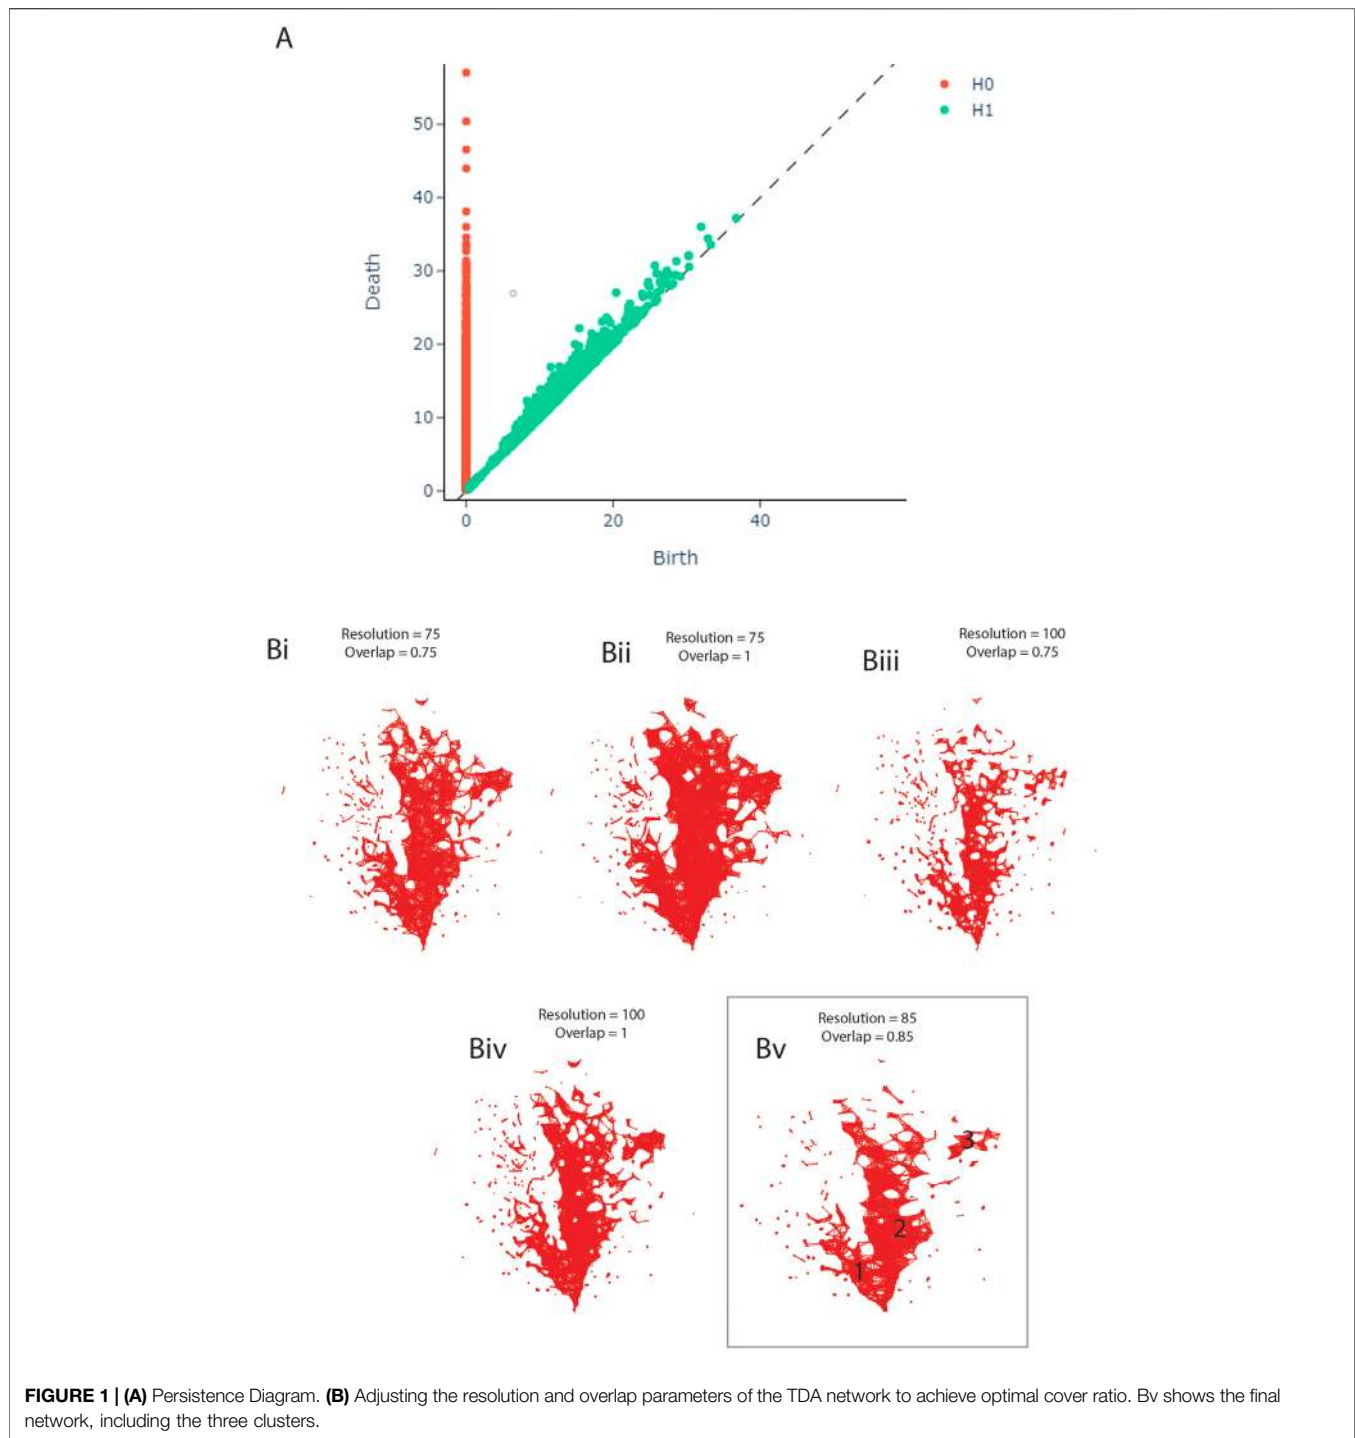 A
H0
H1
50
40
30
20
10
0
Death
0 20 40
Birth
Bi
Resolution = 75
Overlap = 0.75
Bii
Resolution = 75
Overlap = 1
Biii
Resolution = 100
Overlap = 0.75
Biv
Resolution = 100
Overlap = 1
Bv
Resolution = 85
Overlap = 0.85
3
2
1
FIGURE 1 | (A) Persistence Diagram. (B) Adjusting the resolution and overlap parameters of the TDA network to achieve optimal cover ratio. Bv shows the final
network, including the three clusters.